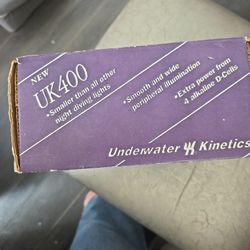 NEW
UK400
•Smaller than all other
night diving lights
•Smooth and wide
peripheral illumination
•Extra power from
4 alkaline D-Cells
Underwater Kinetics